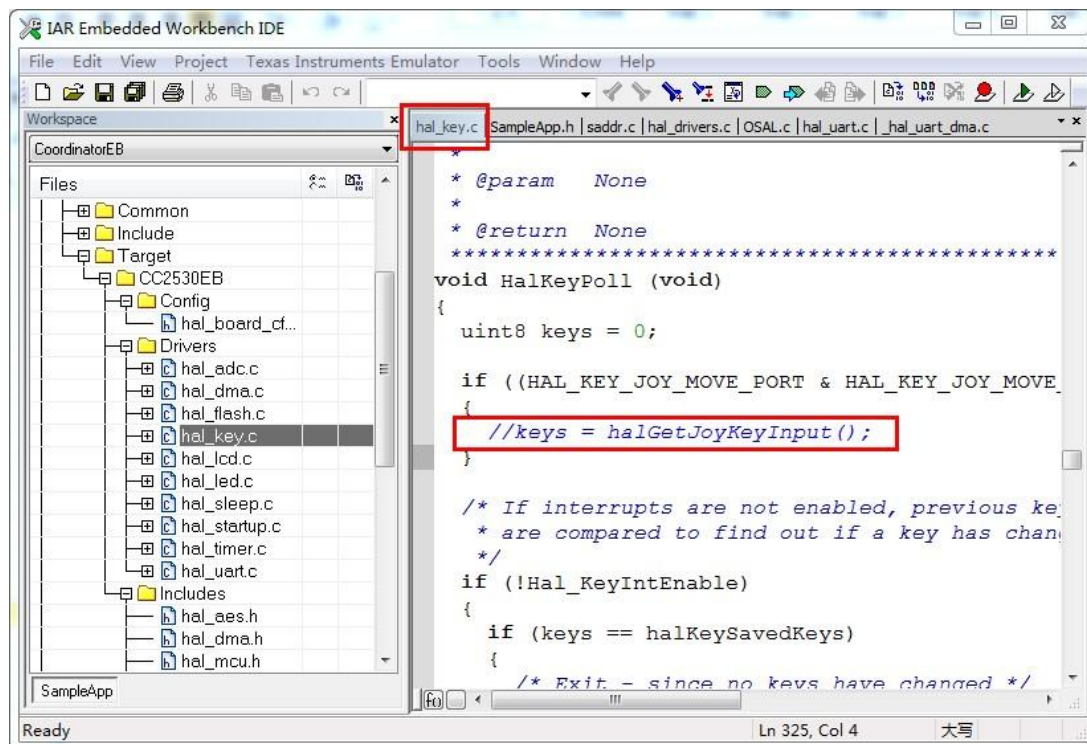 IAR Embedded Workbench IDE
File Edit View Project Texas Instruments Emulator Tools Window Help
Workspace
CoordinatorEB
Files
Common
Include
Target
CC2530EB
Config
hal_board_cf...
Drivers
hal_adc.c
hal_dma.c
hal_flash.c
hal_key.c
hal_lcd.c
hal_led.c
hal_sleep.c
hal_startup.c
hal_timer.c
hal_uart.c
Includes
hal_aes.h
hal_dma.h
hal_mcu.h
SampleApp
hal_key.c SampleApp.h | saddr.c | hal_drivers.c | OSAL.c | hal_uart.c | _hal_uart_dma.c
*
* @param None
*
* @return None
***********************************************
void HalKeyPoll (void)
{
uint8 keys = 0;
if ((HAL_KEY_JOY_MOVE_PORT & HAL_KEY_JOY_MOVE_
{
//keys = halGetJoyKeyInput();
}
/* If interrupts are not enabled, previous key
* are compared to find out if a key has chan
*/
if (!Hal_KeyIntEnable)
{
if (keys == halKeySavedKeys)
{
/* Exit - since no keys have changed */
f()
Ready
Ln 325, Col 4
大写